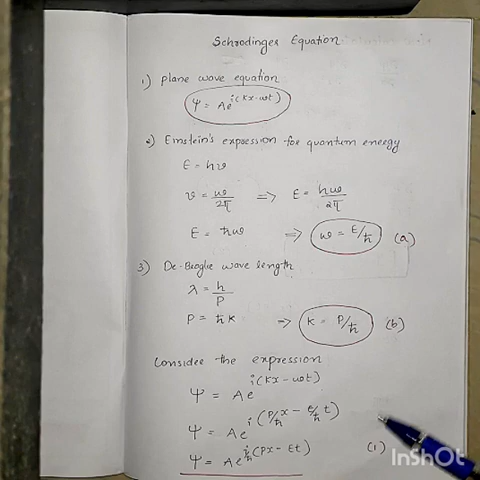 Schrodinger Equation
1) Plane wave equation
Ψ = Ae^i(Kx-ωt)
2) Einstein's expression for quantum energy
E = hν
ν = ω/2π => E = hω/2π
E = ħω => ω = E/ħ (a)
3) De-Broglie wave length
λ = h/P
P = ħk => K = P/ħ (b)
Consider the expression
Ψ = Ae^i(Kx - ωt)
Ψ = Ae^i(P/ħ x - E/ħ t)
Ψ = Ae^i/ħ(Px - Et) (1)
InShot